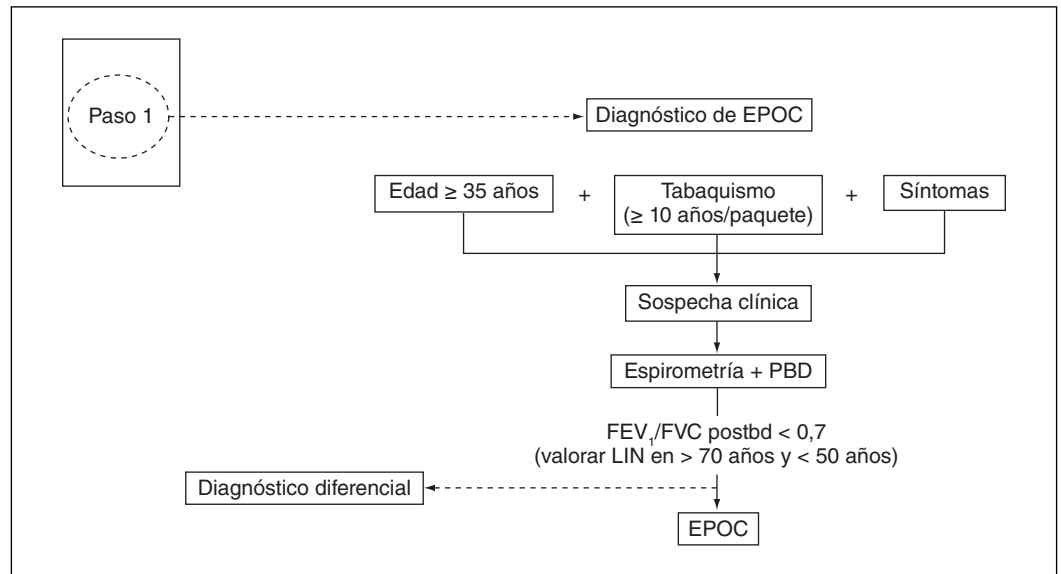 Paso 1
Diagnóstico de EPOC
Edad ≥ 35 años
+
Tabaquismo
(≥ 10 años/paquete)
+
Síntomas
Sospecha clínica
Espirometría + PBD
FEV₁/FVC postbd < 0,7
(valorar LIN en > 70 años y < 50 años)
Diagnóstico diferencial
EPOC